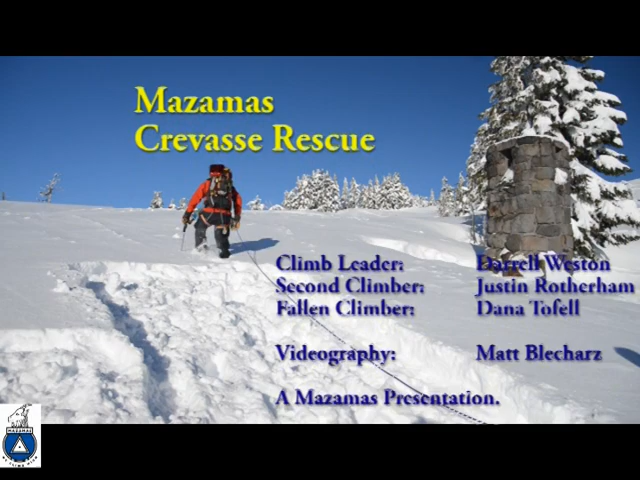 Mazamas
Crevasse Rescue
Climb Leader: Darrell Weston
Second Climber: Justin Rotherham
Fallen Climber: Dana Tofell
Videography: Matt Blecharz
A Mazamas Presentation.
MAZAMAS